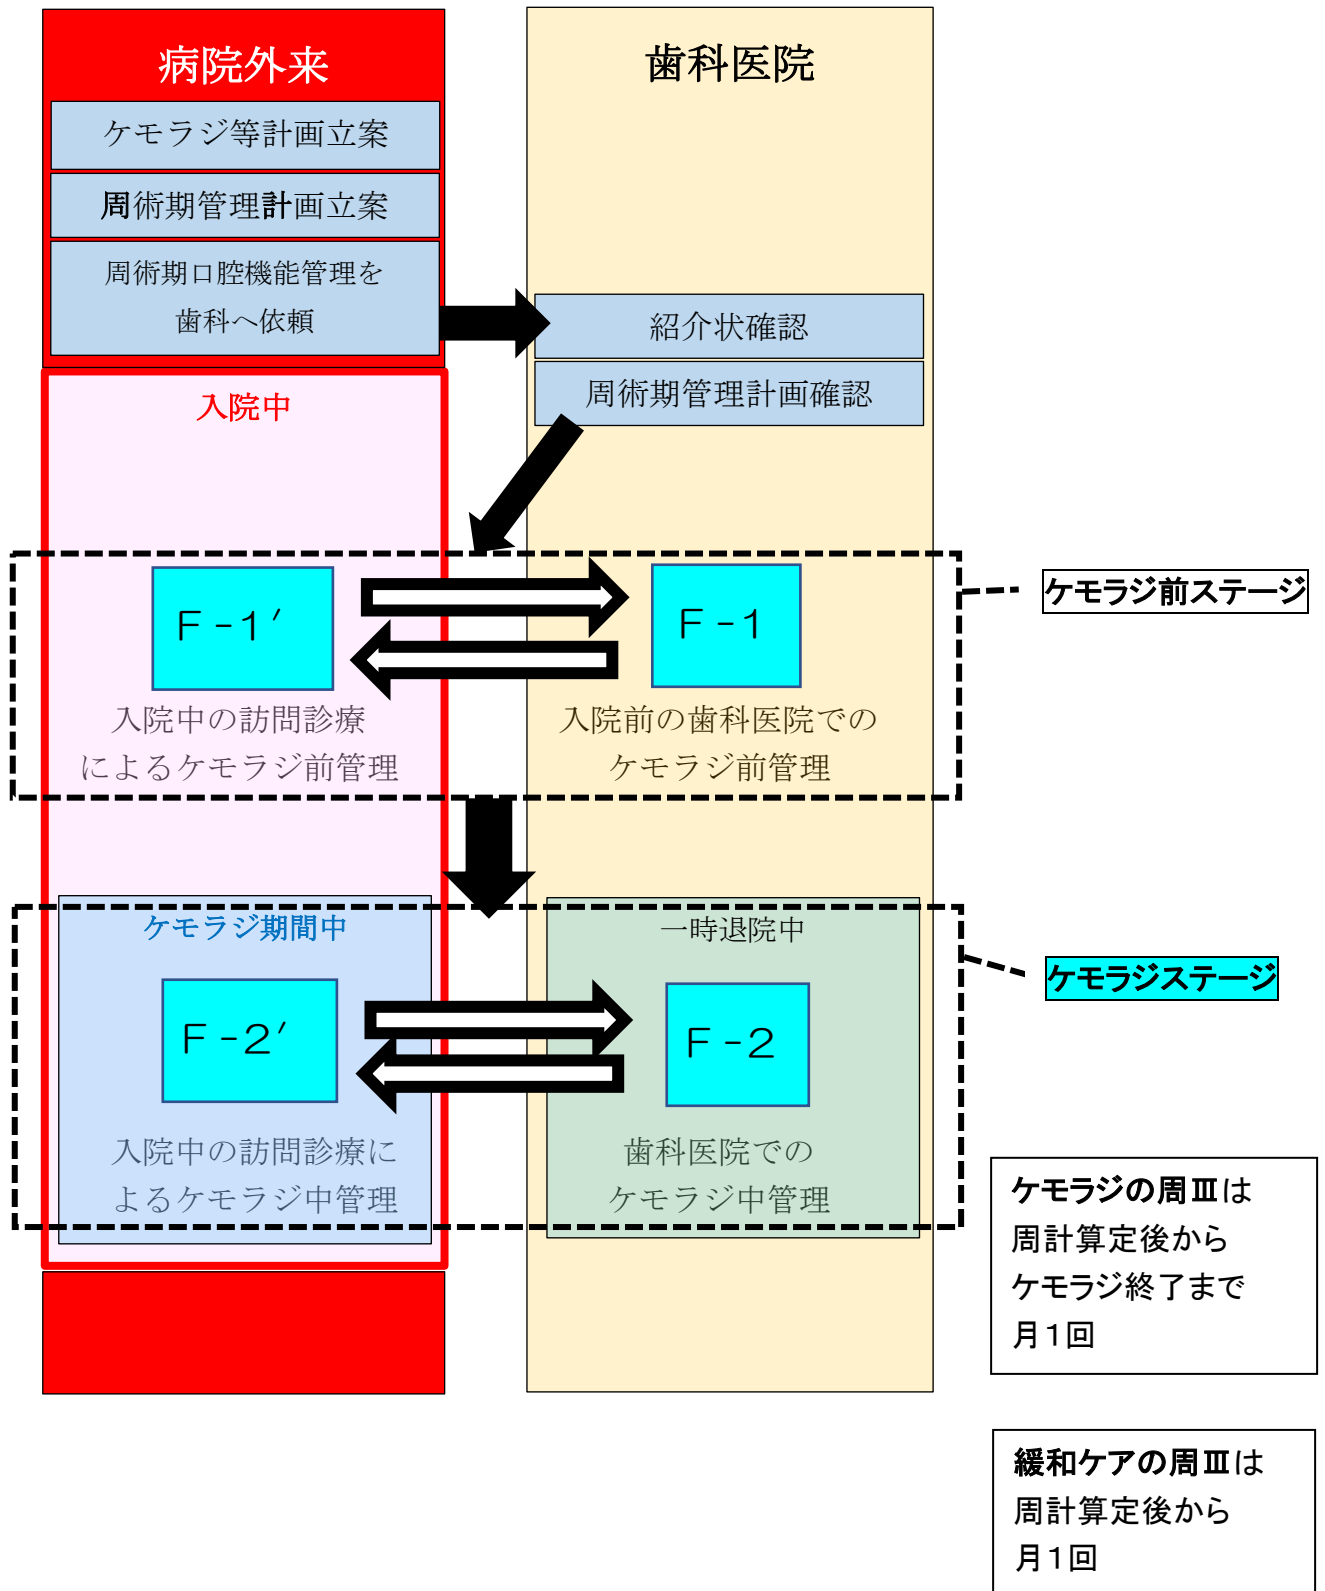 病院外来
ケモラジ等計画立案
周術期管理計画立案
周術期口腔機能管理を
歯科へ依頼
歯科医院
紹介状確認
周術期管理計画確認
入院中
F-1′
入院中の訪問診療
によるケモラジ前管理
F-1
入院前の歯科医院での
ケモラジ前管理
ケモラジ前ステージ
ケモラジ期間中
F-2′
入院中の訪問診療に
よるケモラジ中管理
一時退院中
F-2
歯科医院での
ケモラジ中管理
ケモラジステージ
ケモラジの周Ⅲは
周計算定後から
ケモラジ終了まで
月1回
緩和ケアの周Ⅲは
周計算定後から
月1回